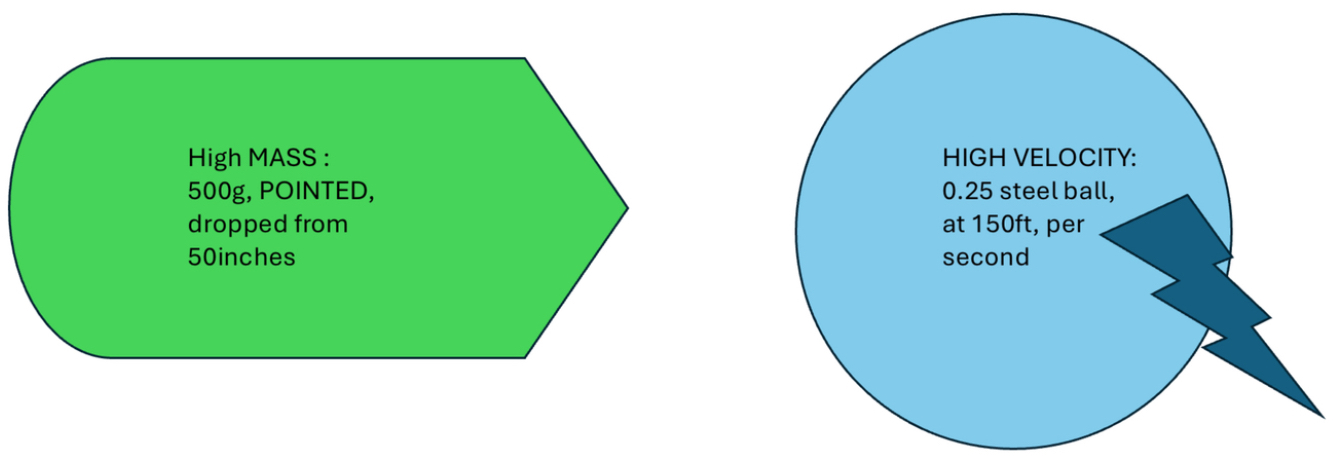 High MASS :
500g, POINTED,
dropped from
50inches
HIGH VELOCITY:
0.25 steel ball,
at 150ft, per
second